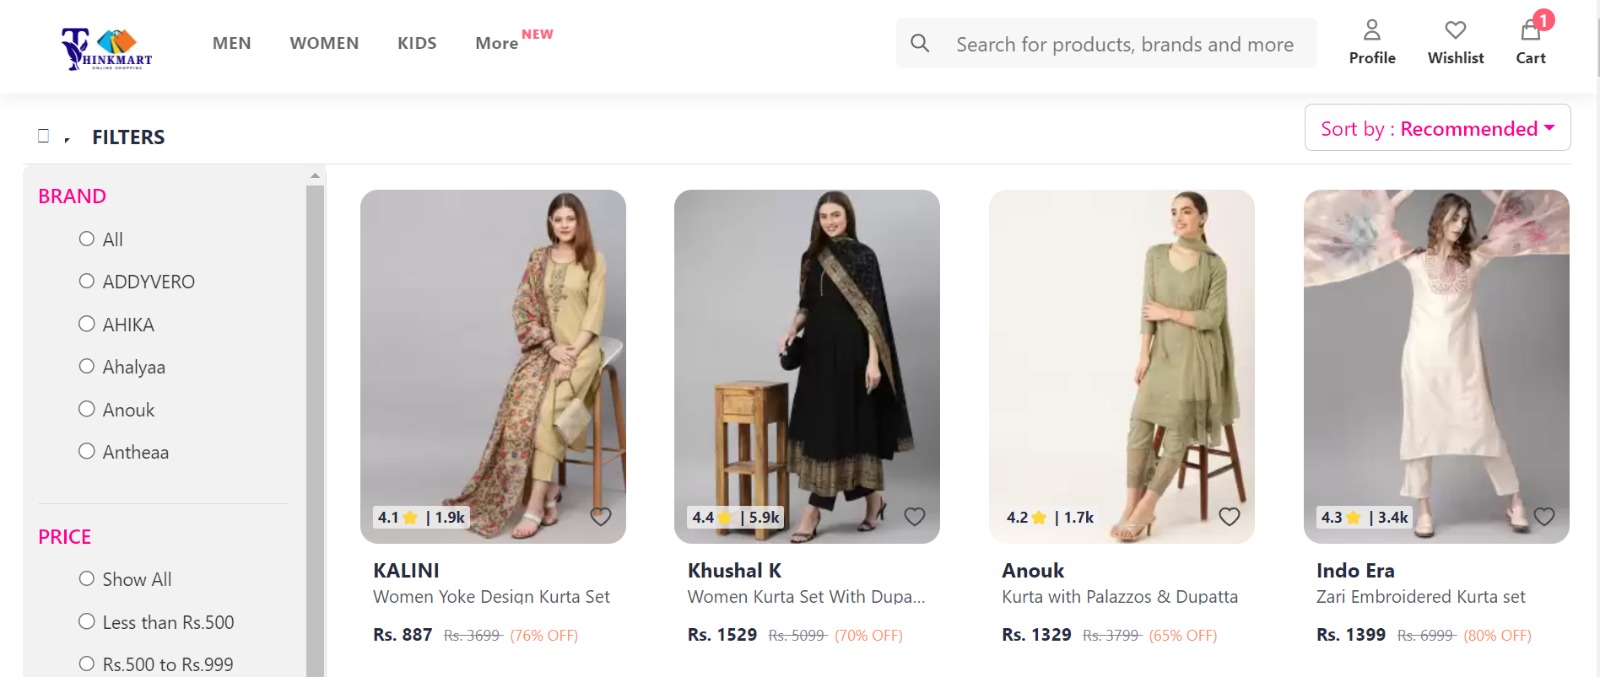 THINKMART
ONLINE SHOPPING
MEN WOMEN KIDS More NEW
Search for products, brands and more
1
Profile Wishlist Cart
FILTERS
Sort by : Recommended
BRAND
All
ADDYVERO
AHIKA
Ahalyaa
Anouk
Antheaa
PRICE
Show All
Less than Rs.500
Rs.500 to Rs.999
4.1 | 1.9k
KALINI
Women Yoke Design Kurta Set
Rs. 887 Rs. 3699 (76% OFF)
4.4 | 5.9k
Khushal K
Women Kurta Set With Dupa...
Rs. 1529 Rs. 5099 (70% OFF)
4.2 | 1.7k
Anouk
Kurta with Palazzos & Dupatta
Rs. 1329 Rs. 3799 (65% OFF)
4.3 | 3.4k
Indo Era
Zari Embroidered Kurta set
Rs. 1399 Rs. 6999 (80% OFF)